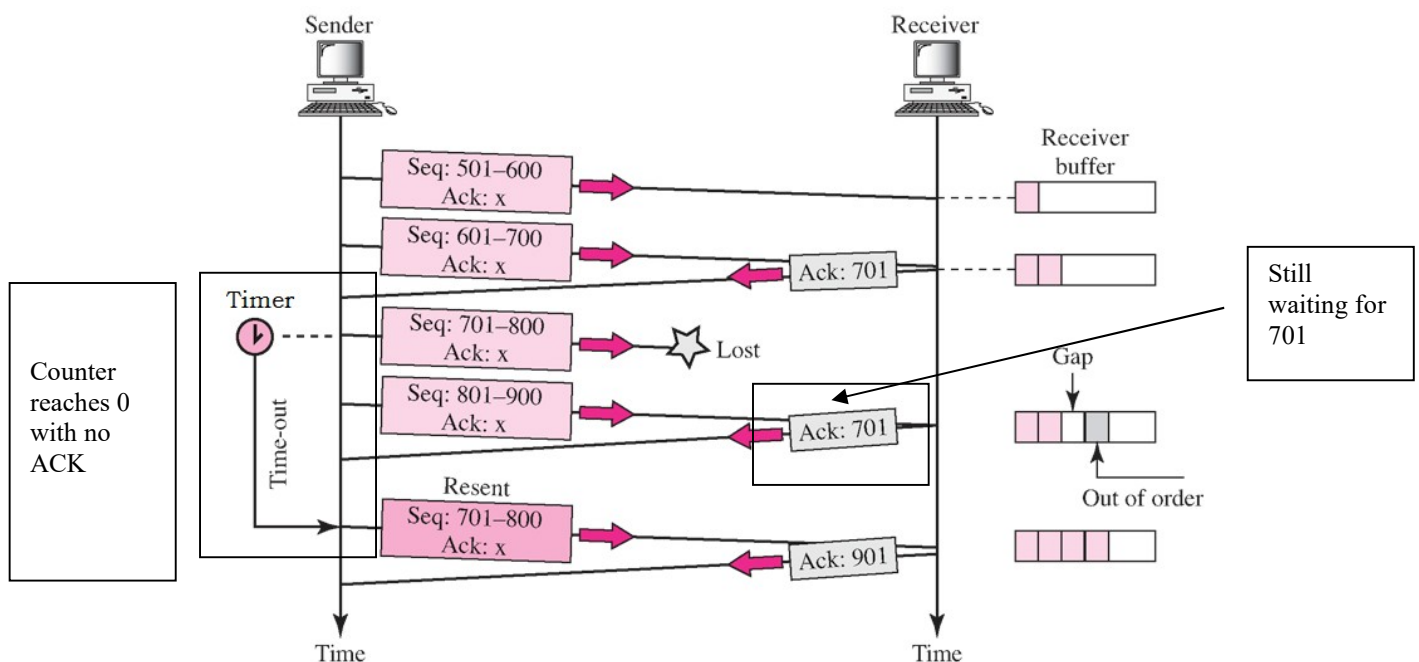 Sender
Receiver
Receiver
buffer
Seq: 501–600
Ack: x
Seq: 601–700
Ack: x
Ack: 701
Still
waiting for
701
Timer
Seq: 701–800
Ack: x
Lost
Gap
Counter
reaches 0
with no
ACK
Time-out
Seq: 801–900
Ack: x
Ack: 701
Out of order
Resent
Seq: 701–800
Ack: x
Ack: 901
Time
Time